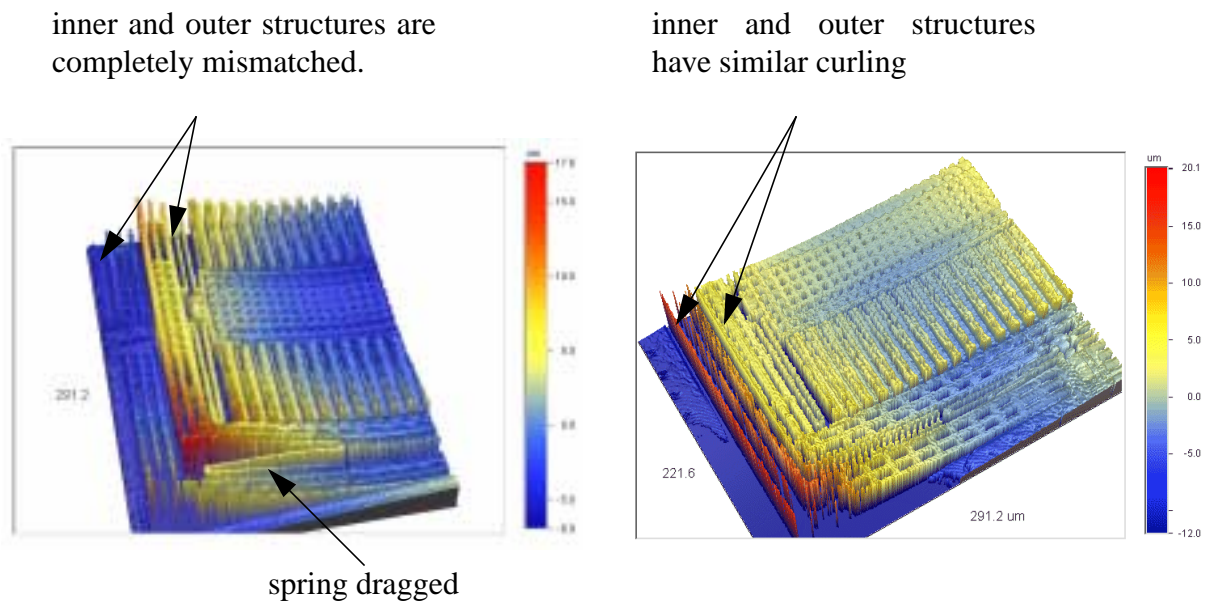 inner and outer structures are
completely mismatched.
inner and outer structures
have similar curling
291.2
um
20.1
15.0
10.0
5.0
0.0
-5.0
-12.0
221.6
291.2 um
spring dragged